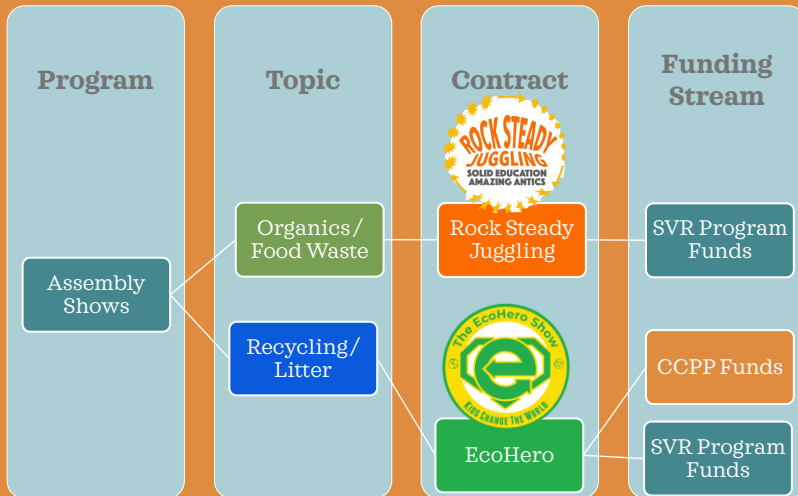 Program
Topic
Contract
Funding
Stream
ROCK STEADY
JUGGLING
SOLID EDUCATION
AMAZING ANTICS
Organics/
Food Waste
Rock Steady
Juggling
SVR Program
Funds
Assembly
Shows
The EcoHero Show
e
KIDS CHANGE THE WORLD
Recycling/
Litter
CCPP Funds
EcoHero
SVR Program
Funds